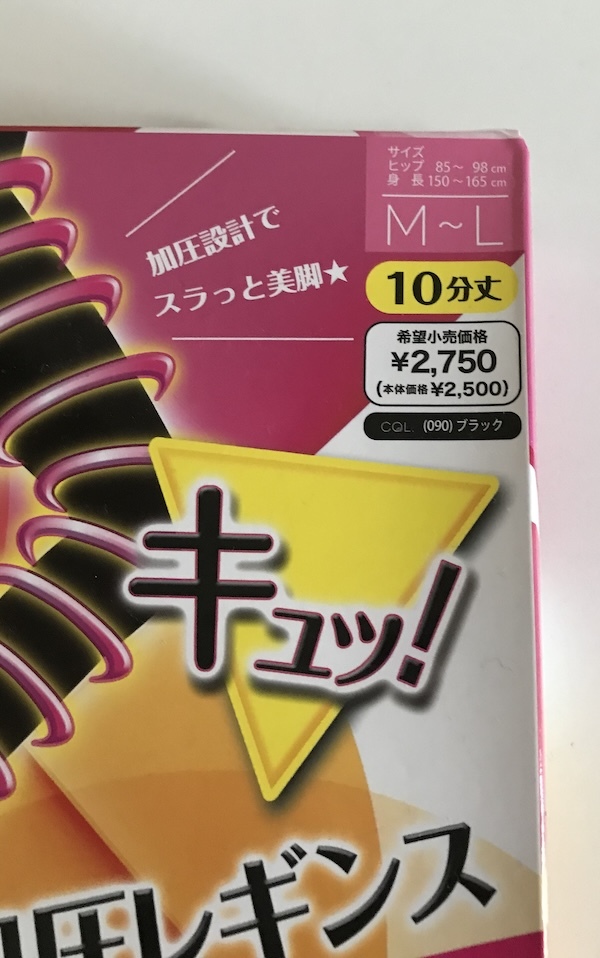 サイズ
ヒップ 85～ 98 cm
身 長 150～165 cm
M～L
加圧設計で
スラっと美脚★
10分丈
希望小売価格
¥2,750
(本体価格 ¥2,500)
COL. (090) ブラック
キュッ!
圧レギンス